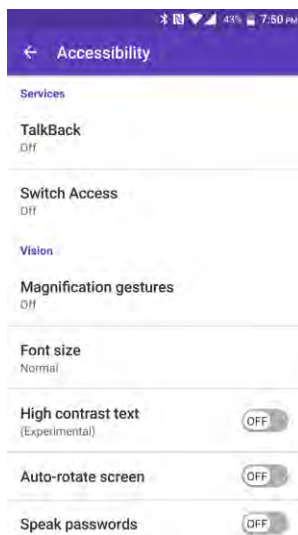 43% 7:50 PM
Accessibility
Services
TalkBack
Off
Switch Access
Off
Vision
Magnification gestures
Off
Font size
Normal
High contrast text
(Experimental)
OFF
Auto-rotate screen
OFF
Speak passwords
OFF